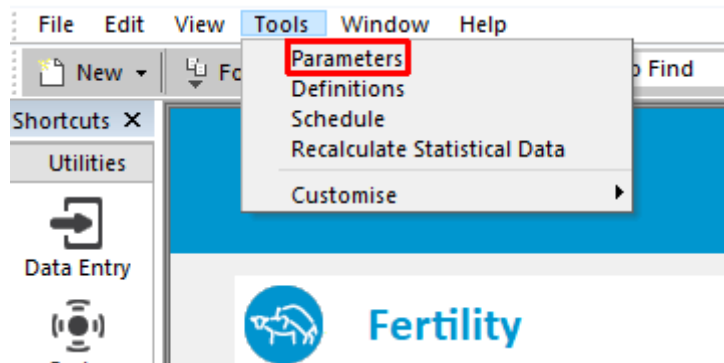 File Edit View Tools Window Help
New
Parameters
Find
Definitions
Shortcuts X
Schedule
Recalculate Statistical Data
Utilities
Customise
Data Entry
Fertility